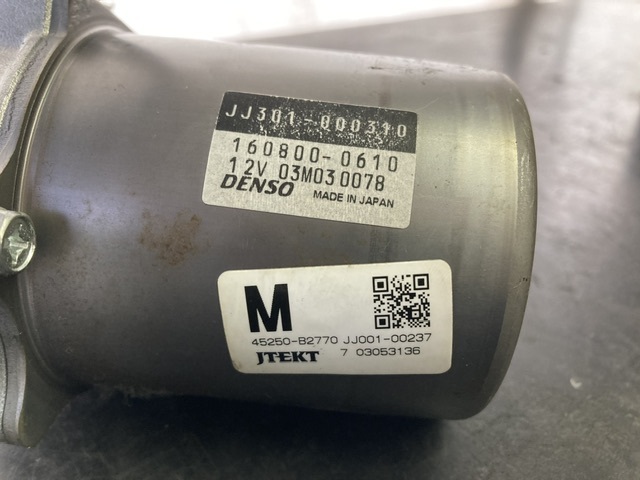 JJ301-000310
160800-0610
12V 03M030078
DENSO MADE IN JAPAN
M
45250-B2770 JJ001-00237
JTEKT 7 03053136